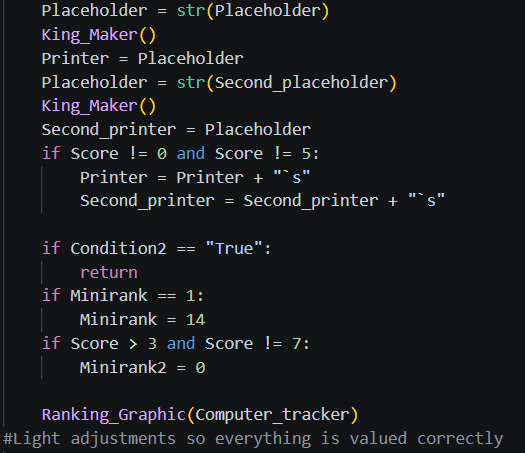 Placeholder = str(Placeholder)
King_Maker()
Printer = Placeholder
Placeholder = str(Second_placeholder)
King_Maker()
Second_printer = Placeholder
if Score != 0 and Score != 5:
Printer = Printer + "`s"
Second_printer = Second_printer + "`s"
if Condition2 == "True":
return
if Minirank == 1:
Minirank = 14
if Score > 3 and Score != 7:
Minirank2 = 0
Ranking_Graphic(Computer_tracker)
#Light adjustments so everything is valued correctly